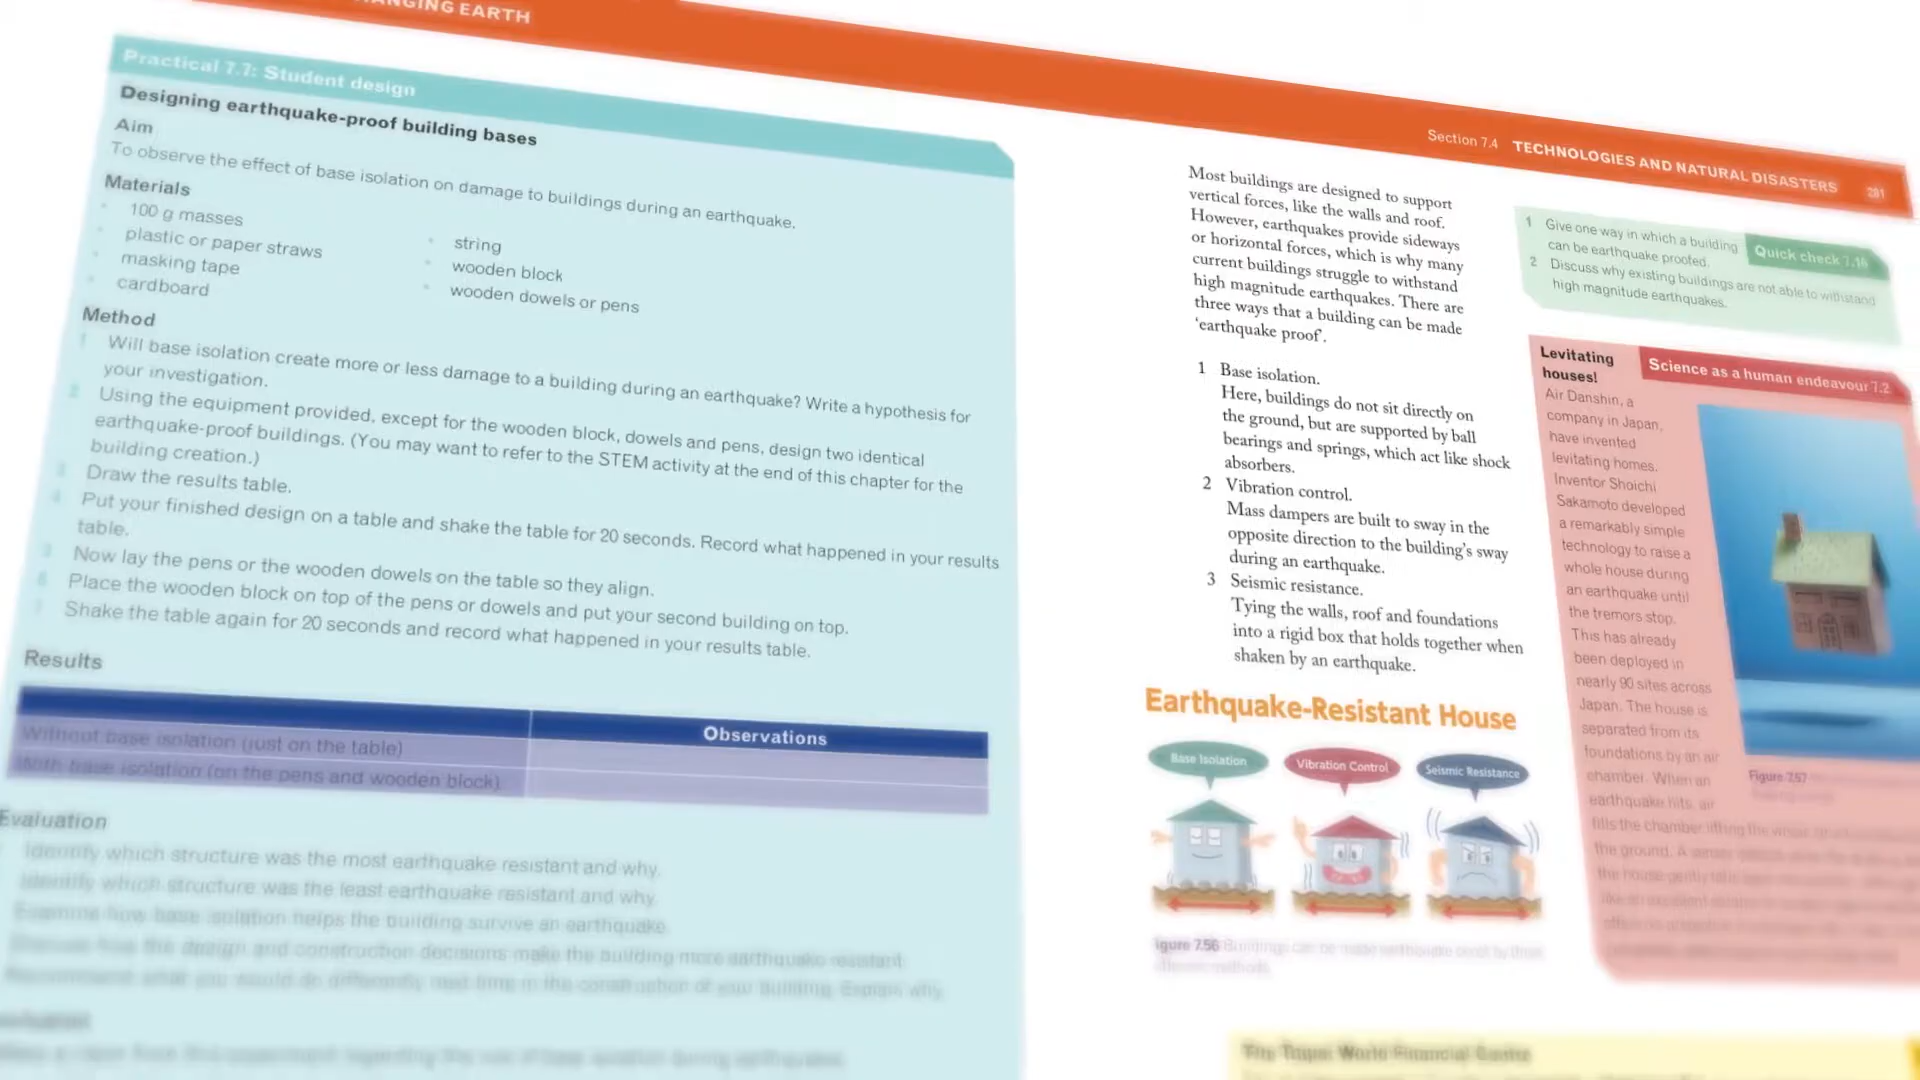 ANGING EARTH
Practical 7.7: Student design
Designing earthquake-proof building bases
Aim
To observe the effect of base isolation on damage to buildings during an earthquake.
Materials
100 g masses
plastic or paper straws
masking tape
cardboard
string
wooden block
wooden dowels or pens
Method
1 Will base isolation create more or less damage to a building during an earthquake? Write a hypothesis for
your investigation.
2 Using the equipment provided, except for the wooden block, dowels and pens, design two identical
earthquake-proof buildings. (You may want to refer to the STEM activity at the end of this chapter for the
building creation.)
Draw the results table.
Put your finished design on a table and shake the table for 20 seconds. Record what happened in your results
table.
Now lay the pens or the wooden dowels on the table so they align.
Place the wooden block on top of the pens or dowels and put your second building on top.
Shake the table again for 20 seconds and record what happened in your results table.
Results
Observations
Without base isolation (just on the table)
With base isolation (on the pens and wooden block)
Evaluation
Identify which structure was the most earthquake resistant and why.
Identify which structure was the least earthquake resistant and why.
Examine how base isolation helps the building survive an earthquake.
Discuss how the design and construction decisions make the building more earthquake resistant.
Recommend what you would do differently next time in the construction of your building. Explain why.
Section 7.4 TECHNOLOGIES AND NATURAL DISASTERS 281
Most buildings are designed to support
vertical forces, like the walls and roof.
However, earthquakes provide sideways
or horizontal forces, which is why many
current buildings struggle to withstand
high magnitude earthquakes. There are
three ways that a building can be made
‘earthquake proof’.
1 Base isolation.
Here, buildings do not sit directly on
the ground, but are supported by ball
bearings and springs, which act like shock
absorbers.
2 Vibration control.
Mass dampers are built to sway in the
opposite direction to the building’s sway
during an earthquake.
3 Seismic resistance.
Tying the walls, roof and foundations
into a rigid box that holds together when
shaken by an earthquake.
Earthquake-Resistant House
Base Isolation
Vibration Control
Seismic Resistance
igure 7.56 Buildings can be made earthquake proof by three
different methods.
Quick check 7.16
1 Give one way in which a building
can be earthquake proofed.
2 Discuss why existing buildings are not able to withstand
high magnitude earthquakes.
Science as a human endeavour 7.2
Levitating
houses!
Air Danshin, a
company in Japan,
have invented
levitating homes.
Inventor Shoichi
Sakamoto developed
a remarkably simple
technology to raise a
whole house during
an earthquake until
the tremors stop.
This has already
been deployed in
nearly 90 sites across
Japan. The house is
separated from its
foundations by an air
chamber. When an
earthquake hits, air
fills the chamber lifting the whole
the ground. A
the house gently
Figure 7.57
The Taipei World Financial Centre